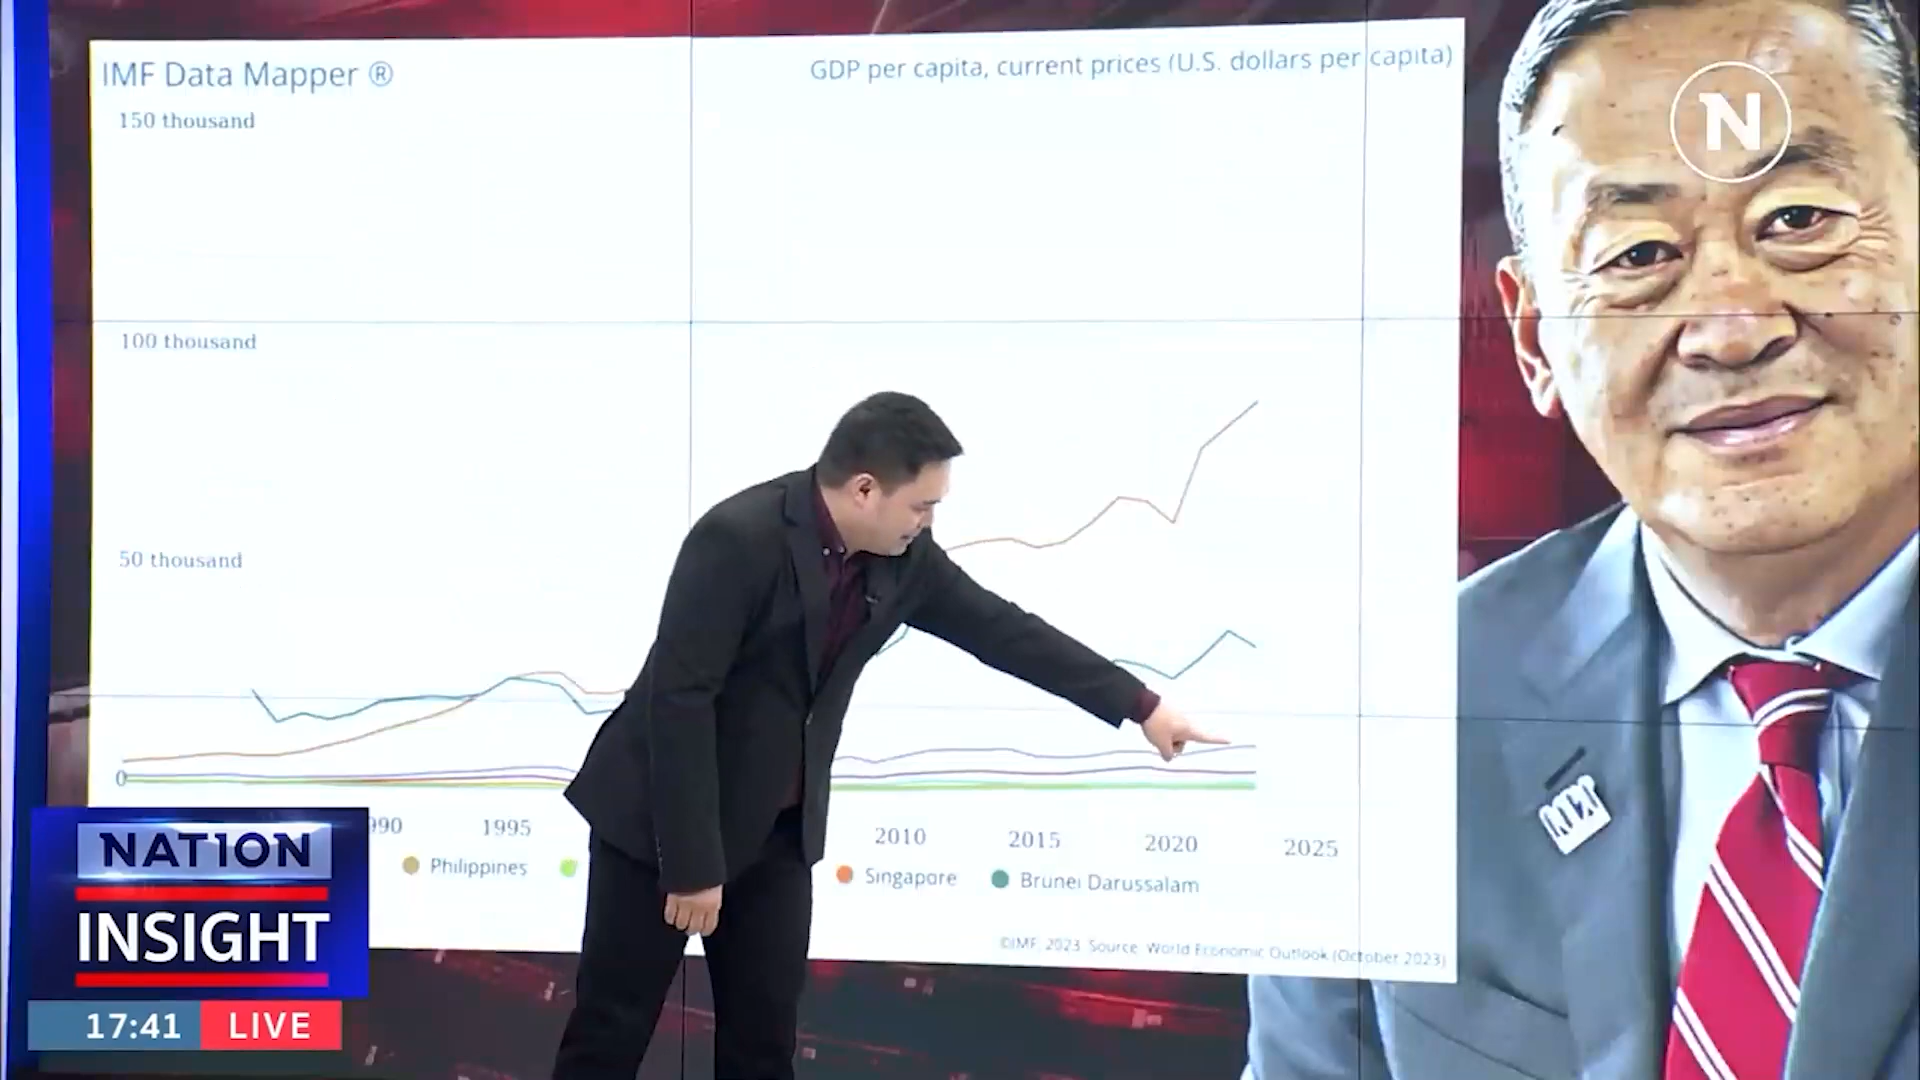 IMF Data Mapper ®
GDP per capita, current prices (U.S. dollars per capita)
N
150 thousand
100 thousand
50 thousand
0
1995
2010
2015
2020
2025
Philippines
Singapore
Brunei Darussalam
©IMF, 2023, Source: World Economic Outlook (October 2023)
NATION
INSIGHT
17:41
LIVE